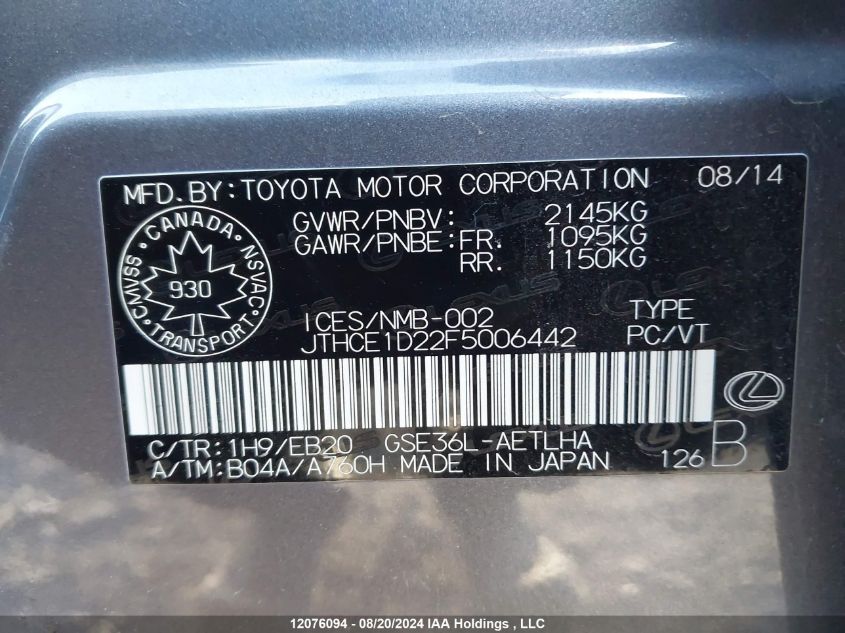 MFD.BY:TOYOTA MOTOR CORPORATION 08/14
GVWR/PNBV: 2145KG
GAWR/PNBE:FR. 1095KG
RR. 1150KG
CANADA
CMVSS
NSVAC
930
TRANSPORT
ICES/NMB-002 TYPE
JTHCE1D22F5006442 PC/VT
C/TR:1H9/EB20 GSE36L-AETLHA
A/TM:B04A/A760H MADE IN JAPAN 126 B
LEXUS
12076094 - 08/20/2024 IAA Holdings , LLC